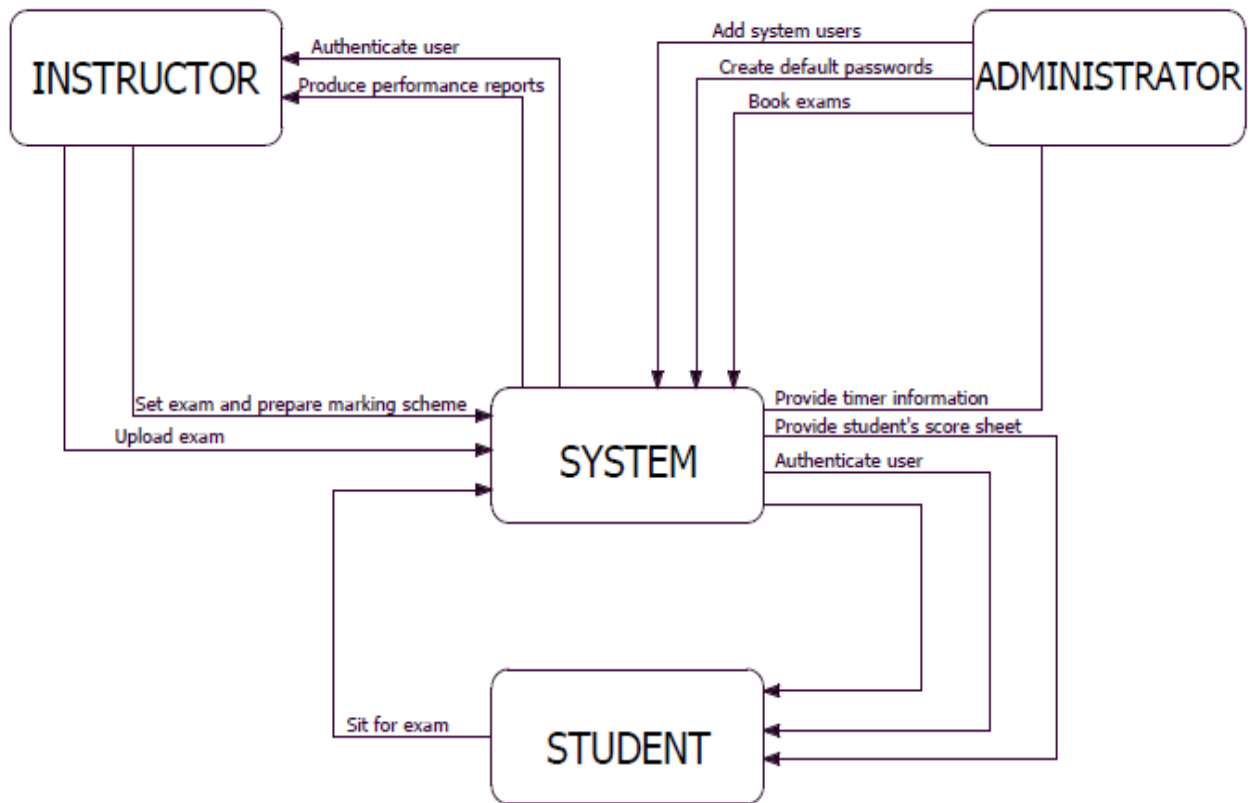 Authenticate user
Add system users
INSTRUCTOR
Produce performance reports
Create default passwords
ADMINISTRATOR
Book exams
Set exam and prepare marking scheme
Provide timer information
Upload exam
Provide student's score sheet
SYSTEM
Authenticate user
Sit for exam
STUDENT